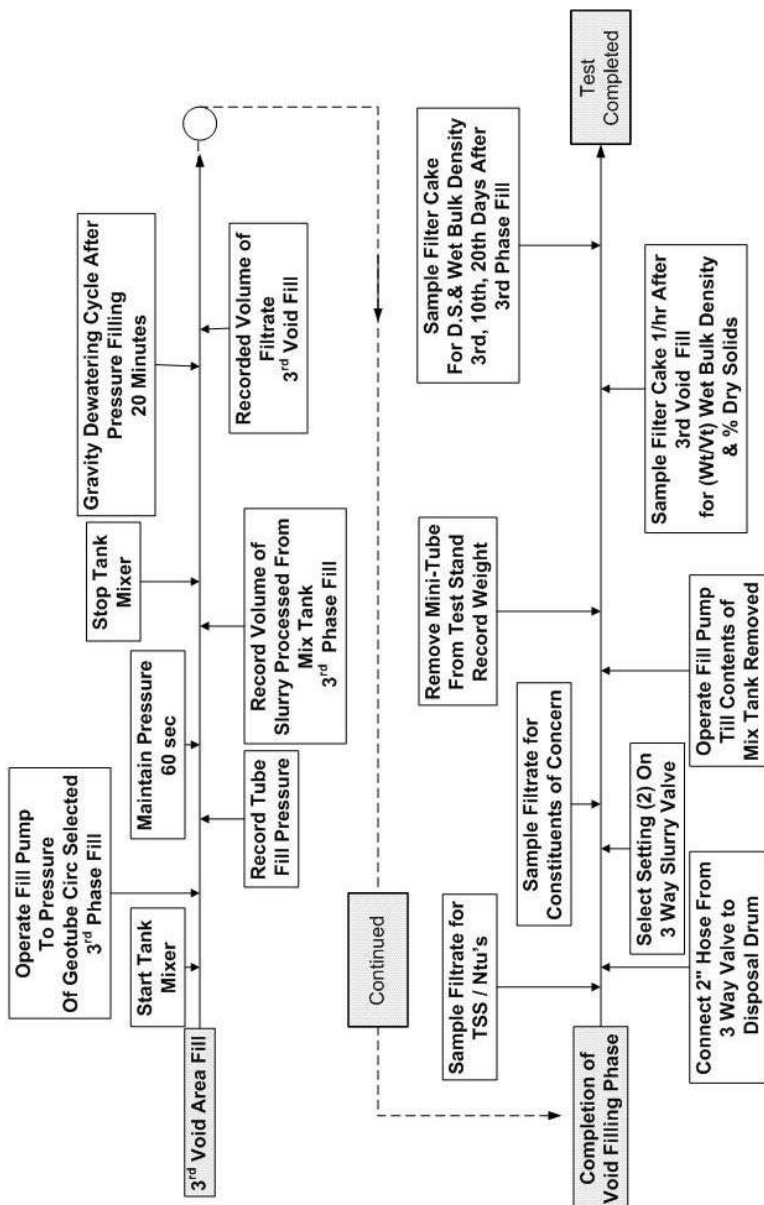 3rd Void Area Fill
Start Tank
Mixer
Operate Fill Pump
To Pressure
Of Geotube Circ Selected
3rd Phase Fill
Record Tube
Fill Pressure
Maintain Pressure
60 sec
Record Volume of
Slurry Processed From
Mix Tank
3rd Phase Fill
Stop Tank
Mixer
Gravity Dewatering Cycle After
Pressure Filling
20 Minutes
Recorded Volume of
Filtrate
3rd Void Fill
Continued
Completion of
Void Filling Phase
Sample Filtrate for
TSS / Ntu's
Connect 2" Hose From
3 Way Valve to
Disposal Drum
Select Setting (2) On
3 Way Slurry Valve
Sample Filtrate for
Constituents of Concern
Operate Fill Pump
Till Contents of
Mix Tank Removed
Remove Mini-Tube
From Test Stand
Record Weight
Sample Filter Cake 1/hr After
3rd Void Fill
for (Wt/Vt) Wet Bulk Density
& % Dry Solids
Sample Filter Cake
For D.S.& Wet Bulk Density
3rd, 10th, 20th Days After
3rd Phase Fill
Test
Completed